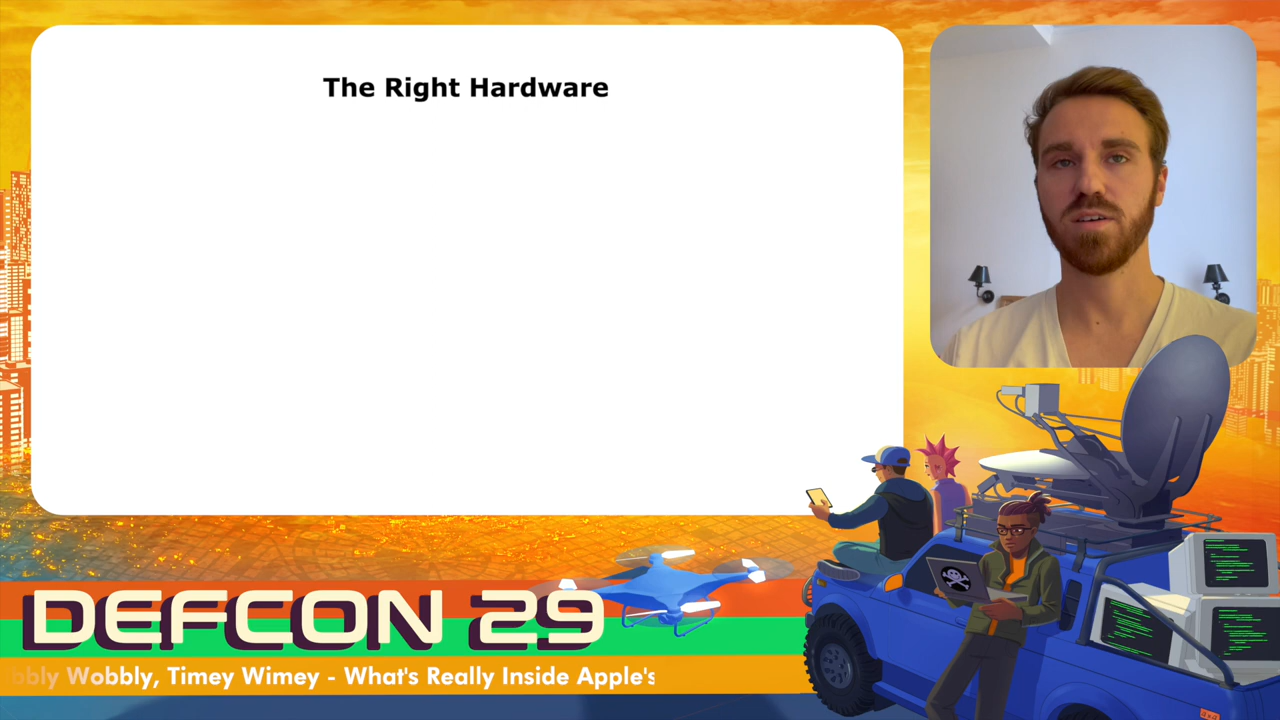 The Right Hardware
DEFCON 29
Wobbly, Timey Wimey - What's Really Inside Apple's